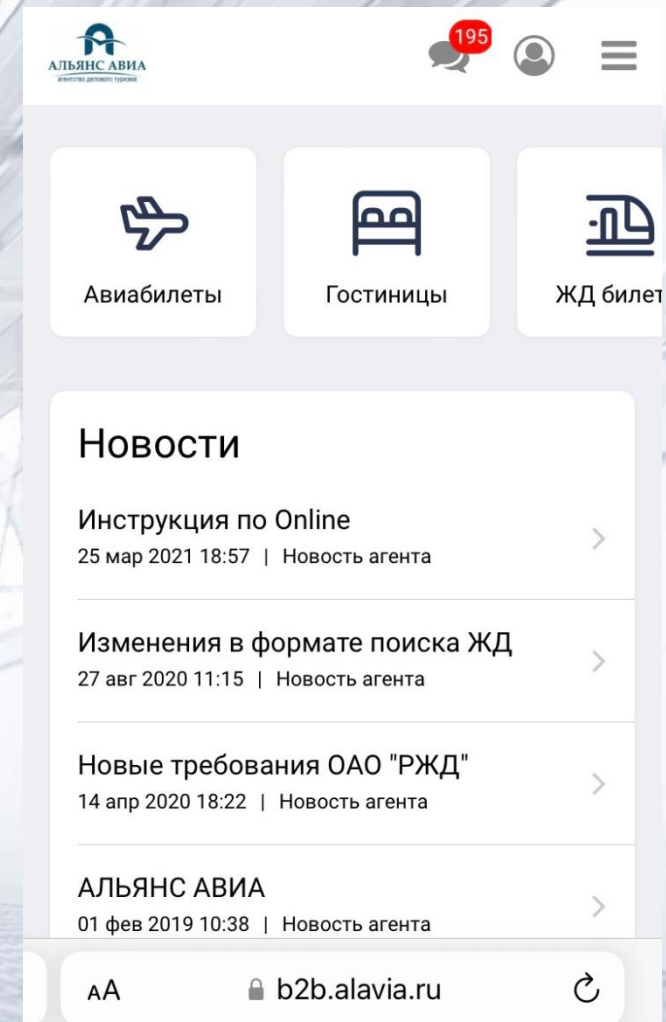 АЛЬЯНС АВИА
агентство делового туризма
195
Авиабилеты
Гостиницы
ЖД билет
Новости
Инструкция по Online
25 мар 2021 18:57 | Новость агента
Изменения в формате поиска ЖД
27 авг 2020 11:15 | Новость агента
Новые требования ОАО "РЖД"
14 апр 2020 18:22 | Новость агента
АЛЬЯНС АВИА
01 фев 2019 10:38 | Новость агента
AA b2b.alavia.ru